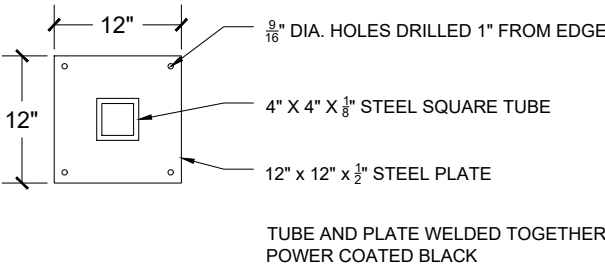 12"
9/16" DIA. HOLES DRILLED 1" FROM EDGE
4" X 4" X 1/8" STEEL SQUARE TUBE
12"
12" x 12" x 1/2" STEEL PLATE
TUBE AND PLATE WELDED TOGETHER
POWER COATED BLACK